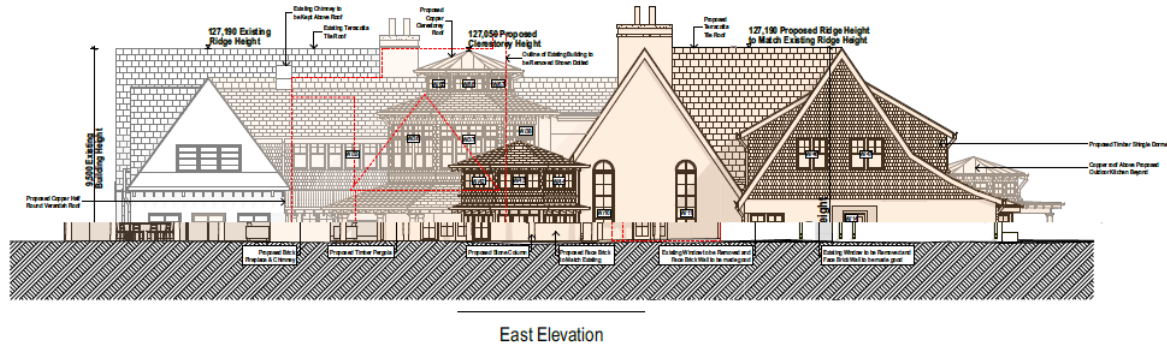 Existing Chimney to
be Kept Above Roof
127,190 Existing
Ridge Height
Existing Terracotta
Tile Roof
Proposed
Copper
Clerestorey
Roof
127,050 Proposed
Clerestorey Height
Outline of Existing Building to
be Removed Shown Dotted
Proposed
Terracotta
Tile Roof
127,190 Proposed Ridge Height
to Match Existing Ridge Height
9,500 Existing
Building Height
Proposed Timber Shingle Dormer
Copper roof Above Proposed
Outdoor Kitchen Beyond
Proposed Copper Half
Round Verandah Roof
Proposed Brick
Fireplace & Chimney
Proposed Timber Pergola
Proposed Stone Column
Proposed Face Brick
to Match Existing
Existing Window to be Removed and
Face Brick Wall to be made good
Existing Window to be Removed and
Face Brick Wall to be made good
East Elevation